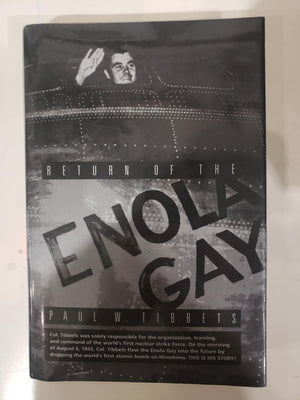 RETURN OF THE
ENOLA
GAY
PAUL W. TIBBETS
Col. Tibbets was solely responsible for the organization, training,
and command of the world's first nuclear strike force. On the morning
of August 6, 1945, Col. Tibbets flew the Enola Gay into the future by
dropping the world's first atomic bomb on Hiroshima. THIS IS HIS STORY!